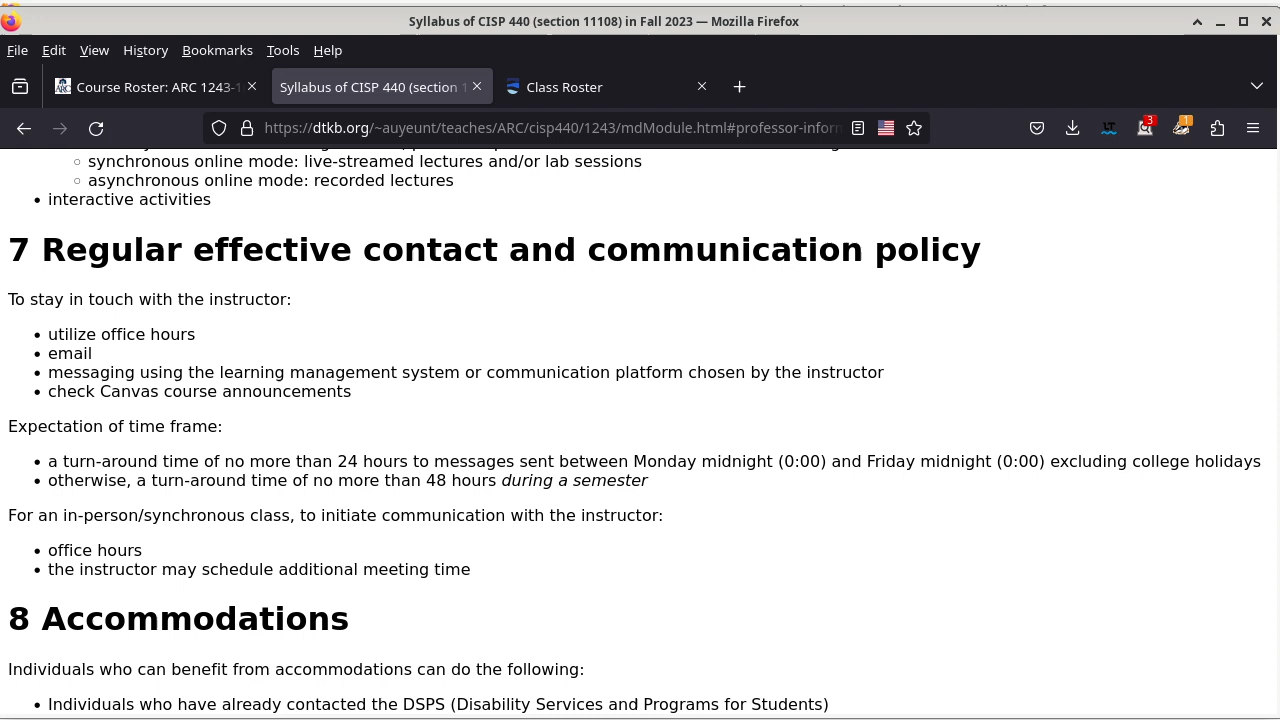 Syllabus of CISP 440 (section 11108) in Fall 2023 — Mozilla Firefox
File Edit View History Bookmarks Tools Help
Course Roster: ARC 1243-1
Syllabus of CISP 440 (section 1
Class Roster
https://dtkb.org/~auyeunt/teaches/ARC/cisp440/1243/mdModule.html#professor-inform
3
1
synchronous online mode: live-streamed lectures and/or lab sessions
asynchronous online mode: recorded lectures
interactive activities
7 Regular effective contact and communication policy
To stay in touch with the instructor:
utilize office hours
email
messaging using the learning management system or communication platform chosen by the instructor
check Canvas course announcements
Expectation of time frame:
a turn-around time of no more than 24 hours to messages sent between Monday midnight (0:00) and Friday midnight (0:00) excluding college holidays
otherwise, a turn-around time of no more than 48 hours during a semester
For an in-person/synchronous class, to initiate communication with the instructor:
office hours
the instructor may schedule additional meeting time
8 Accommodations
Individuals who can benefit from accommodations can do the following:
Individuals who have already contacted the DSPS (Disability Services and Programs for Students)